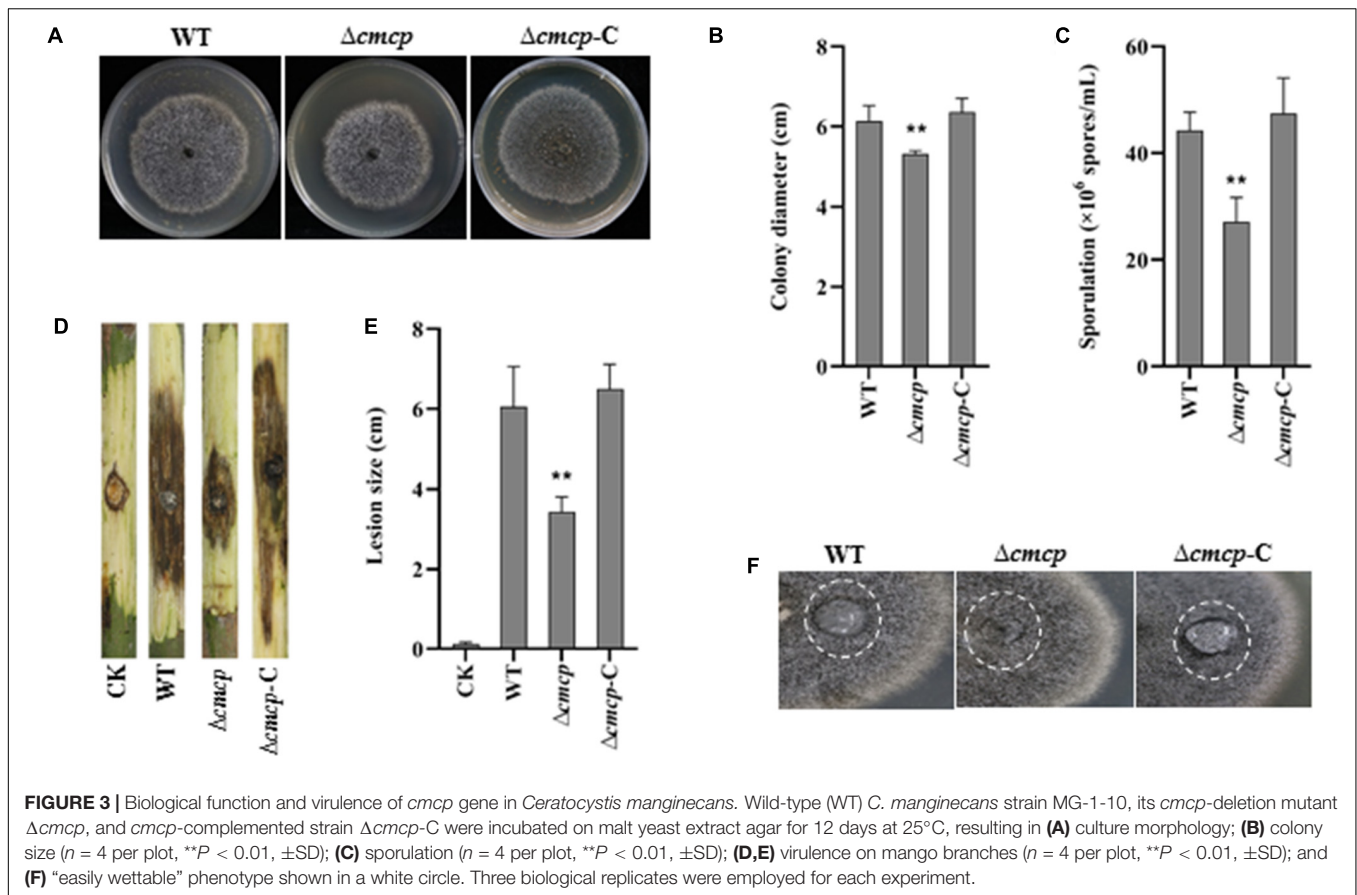 A
WT
Δcmcp
Δcmcp-C
B
Colony diameter (cm)
8
6
4
2
0
**
WT
Δcmcp
Δcmcp-C
C
Sporulation (×10⁶ spores/mL)
60
40
20
0
**
WT
Δcmcp
Δcmcp-C
D
CK
WT
Δcmcp
Δcmcp-C
E
Lesion size (cm)
8
6
4
2
0
**
CK
WT
Δcmcp
Δcmcp-C
F
WT
Δcmcp
Δcmcp-C
FIGURE 3 | Biological function and virulence of cmcp gene in Ceratocystis manginecans. Wild-type (WT) C. manginecans strain MG-1-10, its cmcp-deletion mutant
Δcmcp, and cmcp-complemented strain Δcmcp-C were incubated on malt yeast extract agar for 12 days at 25°C, resulting in (A) culture morphology; (B) colony
size (n = 4 per plot, **P < 0.01, ±SD); (C) sporulation (n = 4 per plot, **P < 0.01, ±SD); (D,E) virulence on mango branches (n = 4 per plot, **P < 0.01, ±SD); and
(F) “easily wettable” phenotype shown in a white circle. Three biological replicates were employed for each experiment.